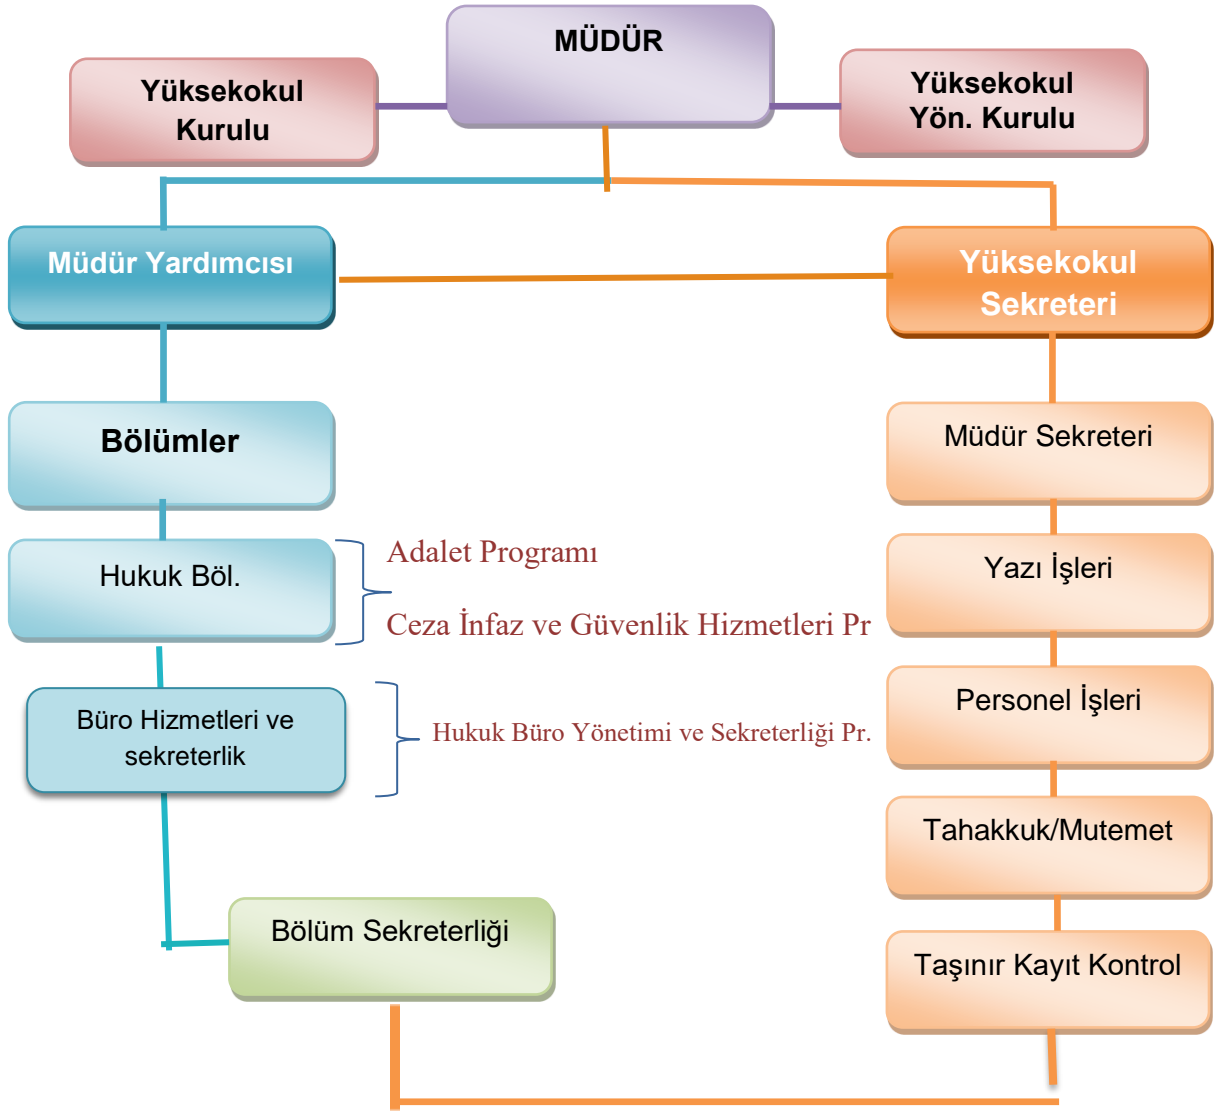 MÜDÜR
Yüksekokul
Kurulu
Yüksekokul
Yön. Kurulu
Müdür Yardımcısı
Yüksekokul
Sekreteri
Bölümler
Müdür Sekreteri
Hukuk Böl.
Adalet Programı
Ceza İnfaz ve Güvenlik Hizmetleri Pr
Yazı İşleri
Büro Hizmetleri ve
sekreterlik
Hukuk Büro Yönetimi ve Sekreterliği Pr.
Personel İşleri
Tahakkuk/Mutemet
Bölüm Sekreterliği
Taşınır Kayıt Kontrol